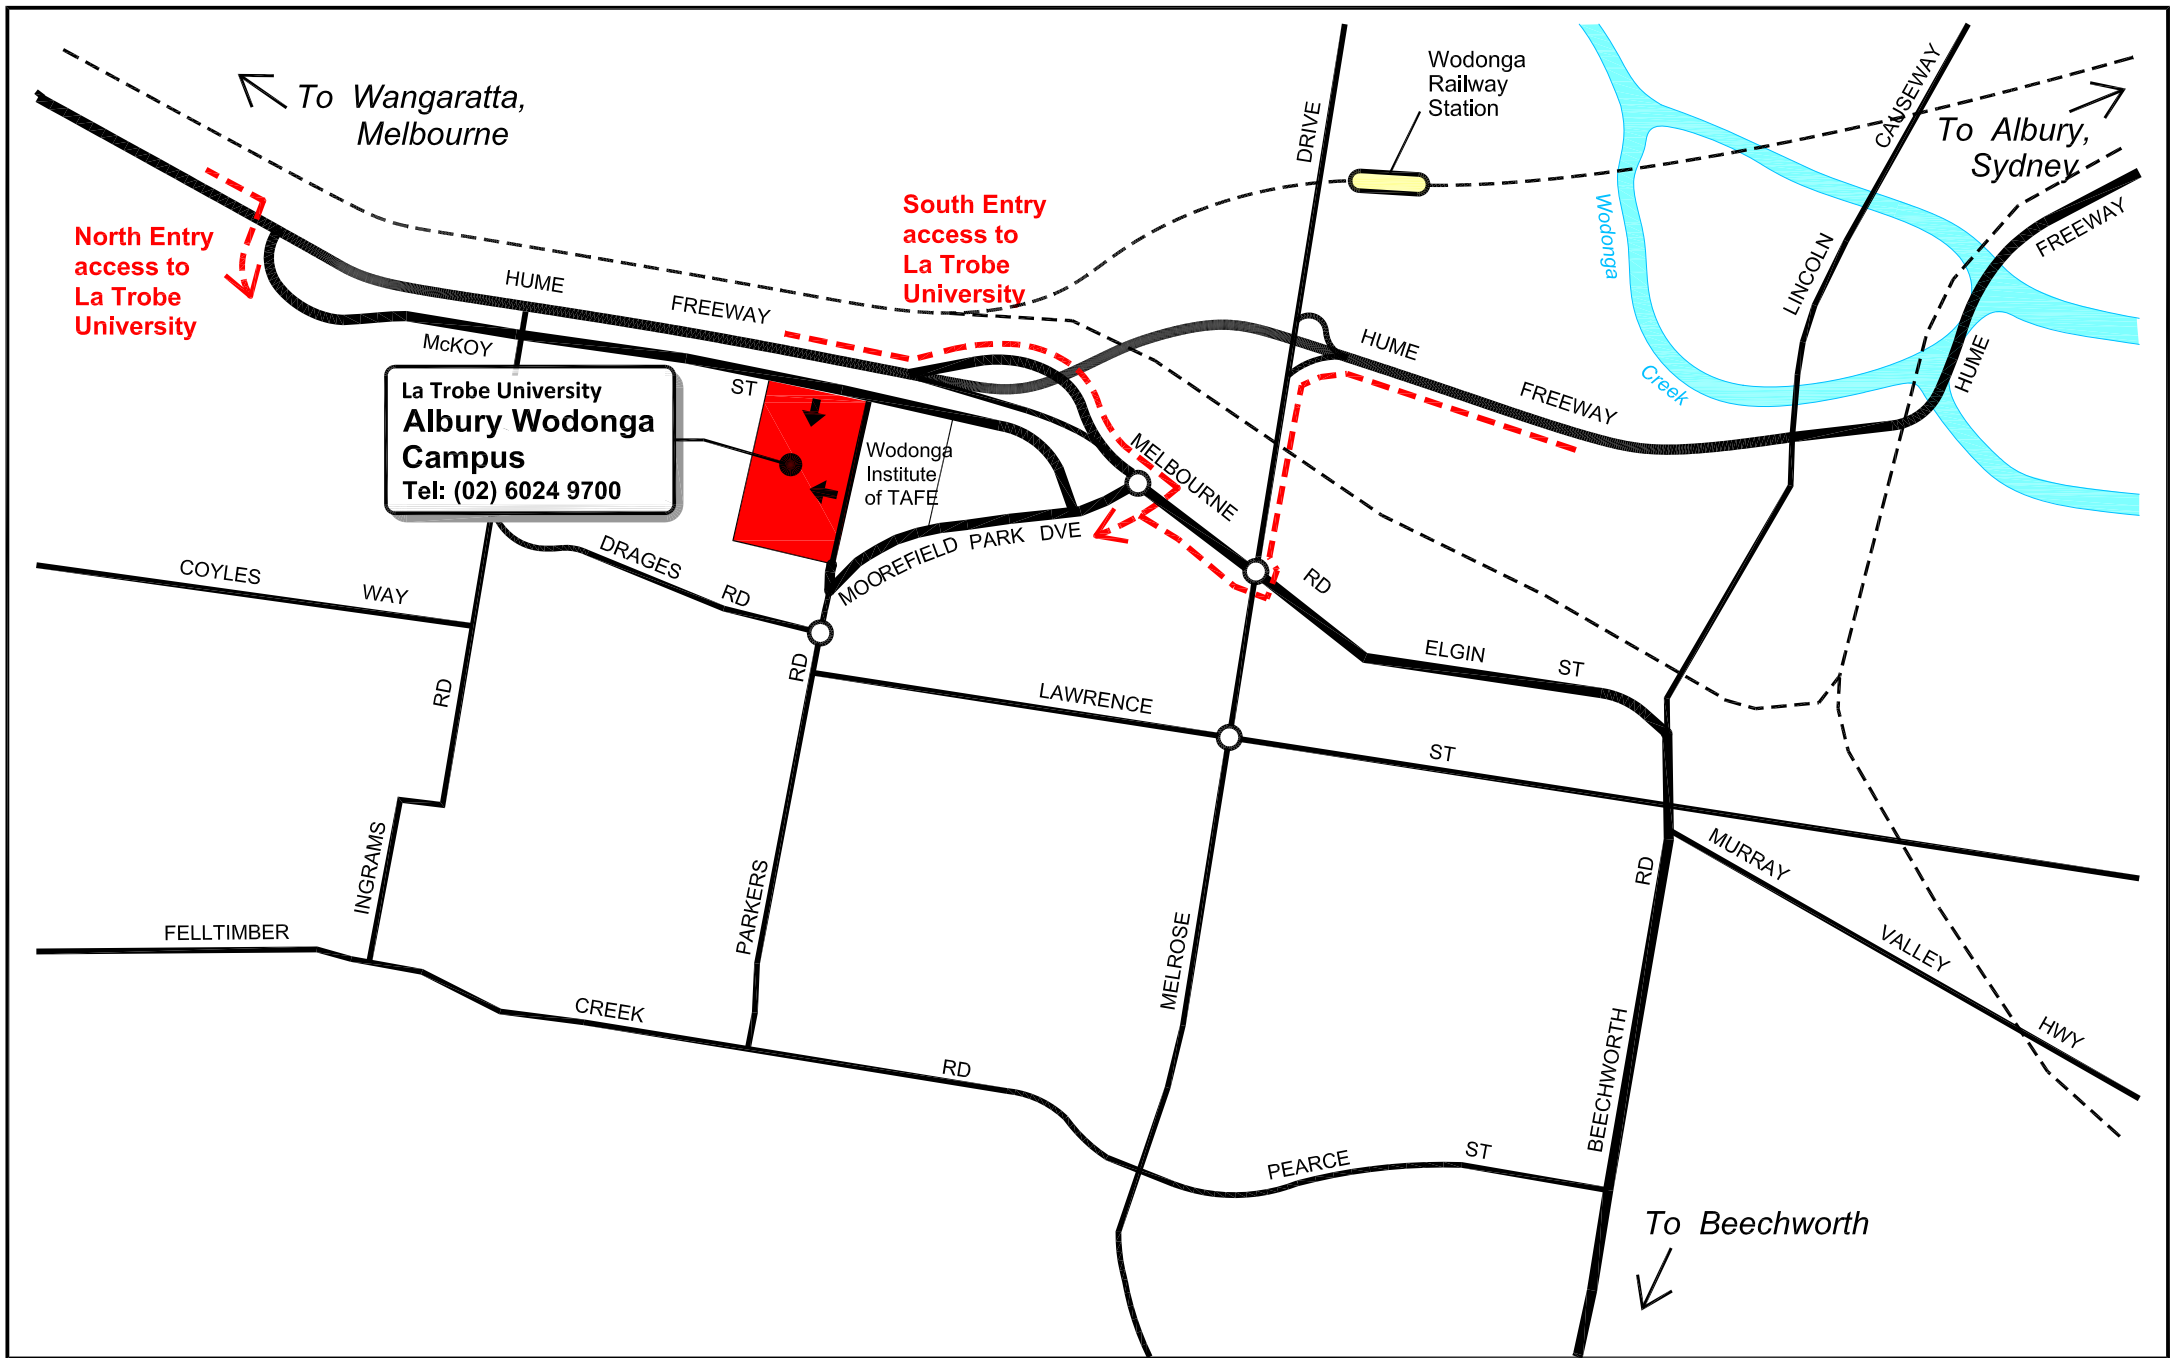 To Wangaratta,
Melbourne
Wodonga
Railway
Station
DRIVE
CAUSEWAY
To Albury,
Sydney
North Entry
access to
La Trobe
University
South Entry
access to
La Trobe
University
Wodonga
Creek
LINCOLN
FREEWAY
HUME
HUME
FREEWAY
HUME
FREEWAY
McKOY
ST
La Trobe University
Albury Wodonga
Campus
Tel: (02) 6024 9700
Wodonga
Institute
of TAFE
MELBOURNE
RD
MOOREFIELD PARK DVE
DRAGES
RD
COYLES
WAY
RD
INGRAMS
RD
PARKERS
LAWRENCE
ST
ELGIN
ST
MURRAY
VALLEY
HWY
RD
BEECHWORTH
MELROSE
FELLTIMBER
CREEK
RD
PEARCE
ST
To Beechworth